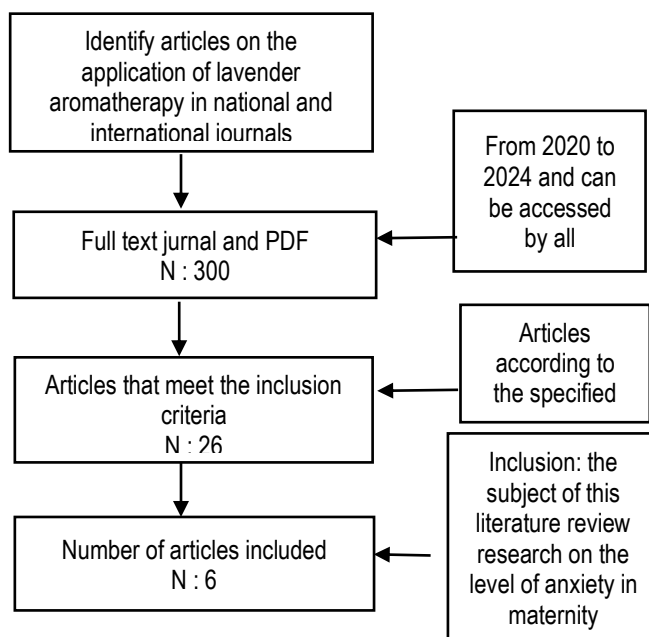 Identify articles on the
application of lavender
aromatherapy in national and
international journals
From 2020 to
2024 and can
be accessed
by all
Full text jurnal and PDF
N : 300
Articles
according to
the specified
Articles that meet the inclusion
criteria
N : 26
Inclusion: the
subject of this
literature review
research on the
level of anxiety in
maternity
Number of articles included
N : 6